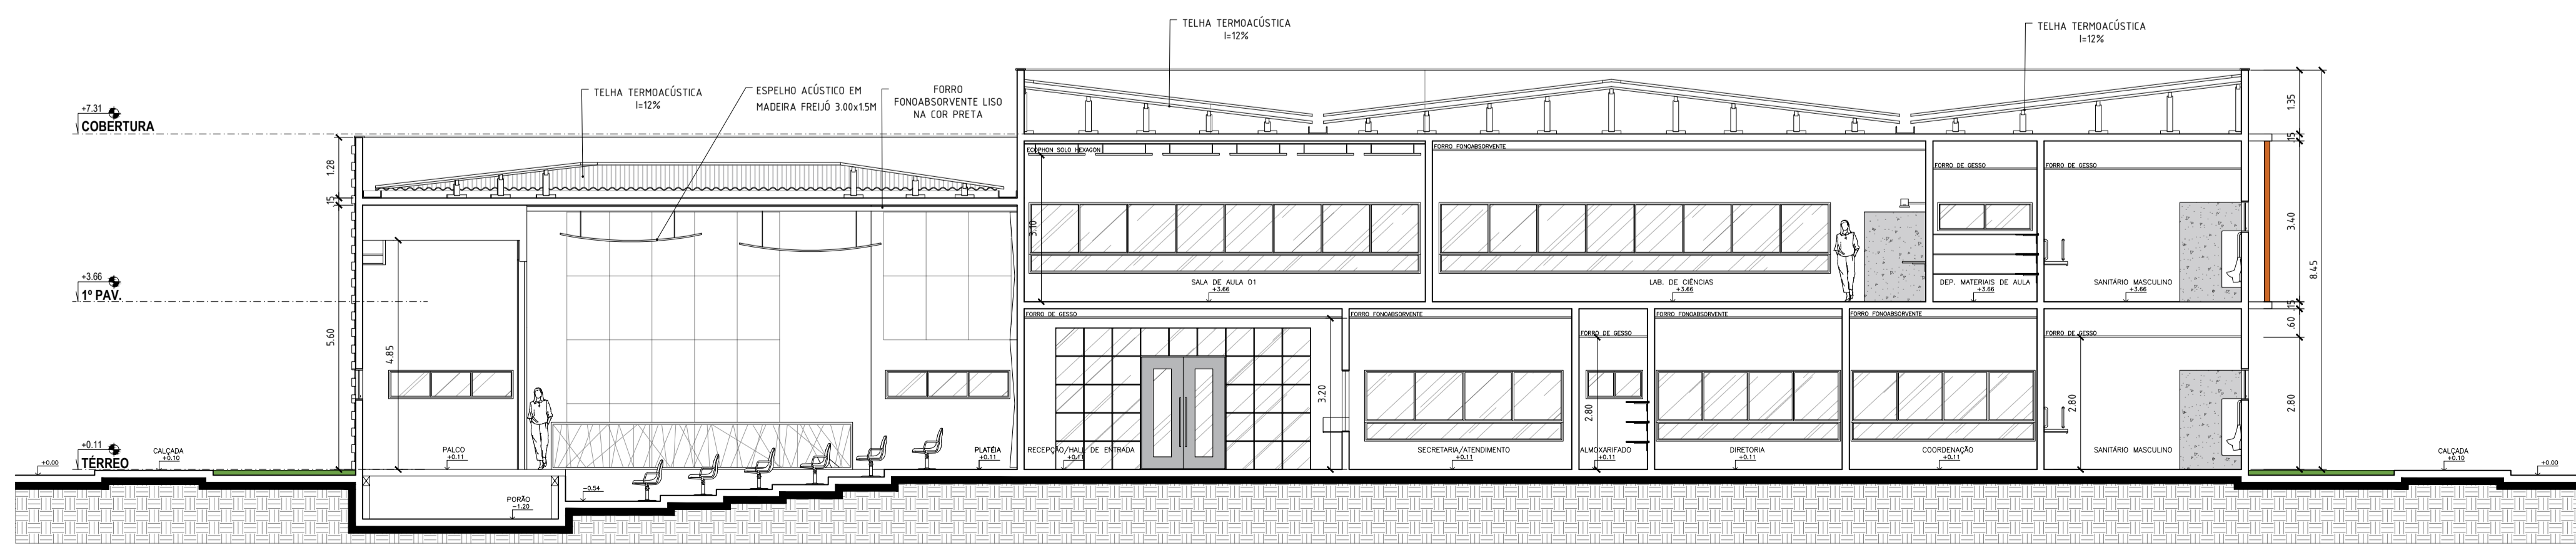 TELHA TERMOACÚSTICA
I=12%
TELHA TERMOACÚSTICA
I=12%
TELHA TERMOACÚSTICA
I=12%
ESPELHO ACÚSTICO EM
MADEIRA FREIJÓ 3.00x1.5M
FORRO
FONOABSORVENTE LISO
NA COR PRETA
+7.31
COBERTURA
1.28
15
5.60
4.85
+3.66
1º PAV.
+0.11
TÉRREO
+0.00
CALÇADA
+0.10
PALCO
+0.11
PORÃO
-1.20
-0.54
PLATÉIA
+0.11
ECOPHON SOLO HEXAGON
3.10
SALA DE AULA 01
+3.66
FORRO FONOABSORVENTE
LAB. DE CIÊNCIAS
+3.66
FORRO DE GESSO
DEP. MATERIAIS DE AULA
+3.66
FORRO DE GESSO
SANITÁRIO MASCULINO
+3.66
FORRO DE GESSO
3.20
RECEPÇÃO/HALL DE ENTRADA
+0.11
FORRO FONOABSORVENTE
SECRETARIA/ATENDIMENTO
+0.11
FORRO DE GESSO
2.80
ALMOXARIFADO
+0.11
FORRO FONOABSORVENTE
DIRETORIA
+0.11
FORRO FONOABSORVENTE
COORDENAÇÃO
+0.11
FORRO DE GESSO
2.80
SANITÁRIO MASCULINO
1.35
15
3.40
15
.60
2.80
8.45
CALÇADA
+0.10
+0.00